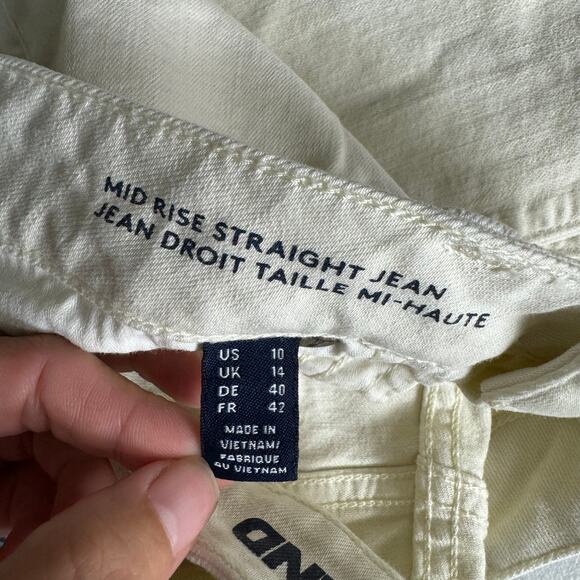 MID RISE STRAIGHT JEAN
JEAN DROIT TAILLE MI-HAUTE
US 10
UK 14
DE 40
FR 42
MADE IN
VIETNAM/
FABRIQUE
AU VIETNAM